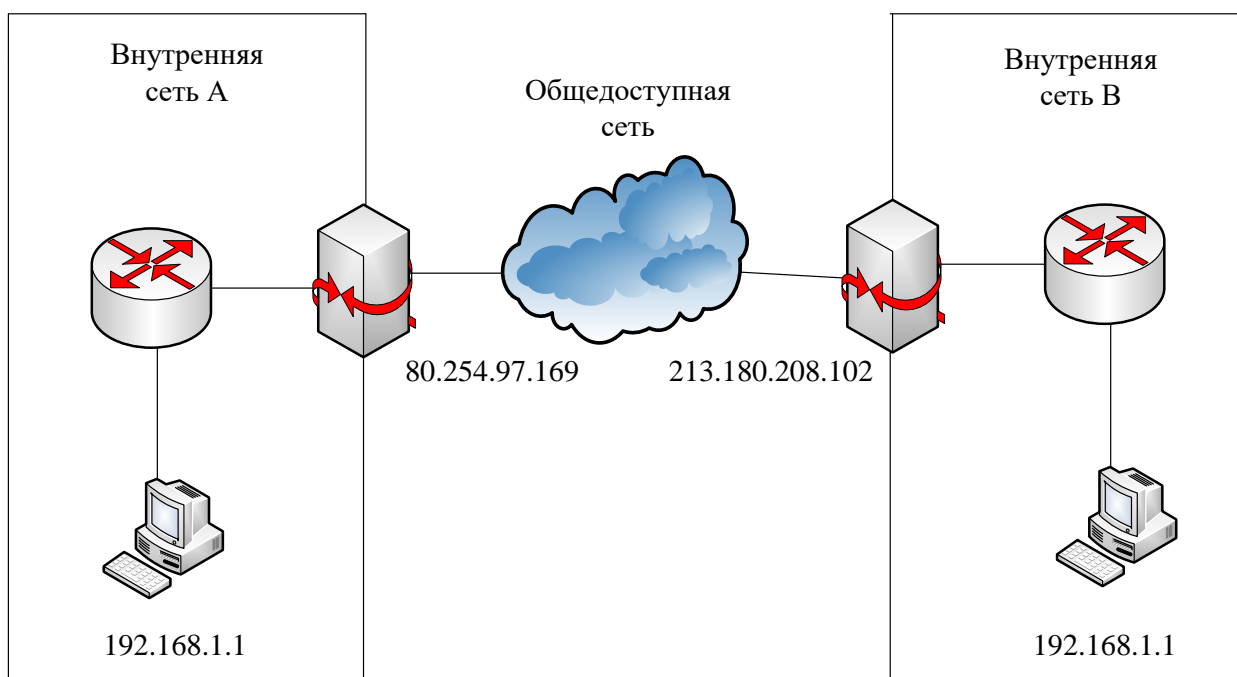 Внутренняя
сеть А
Общедоступная
сеть
Внутренняя
сеть В
80.254.97.169
213.180.208.102
192.168.1.1
192.168.1.1